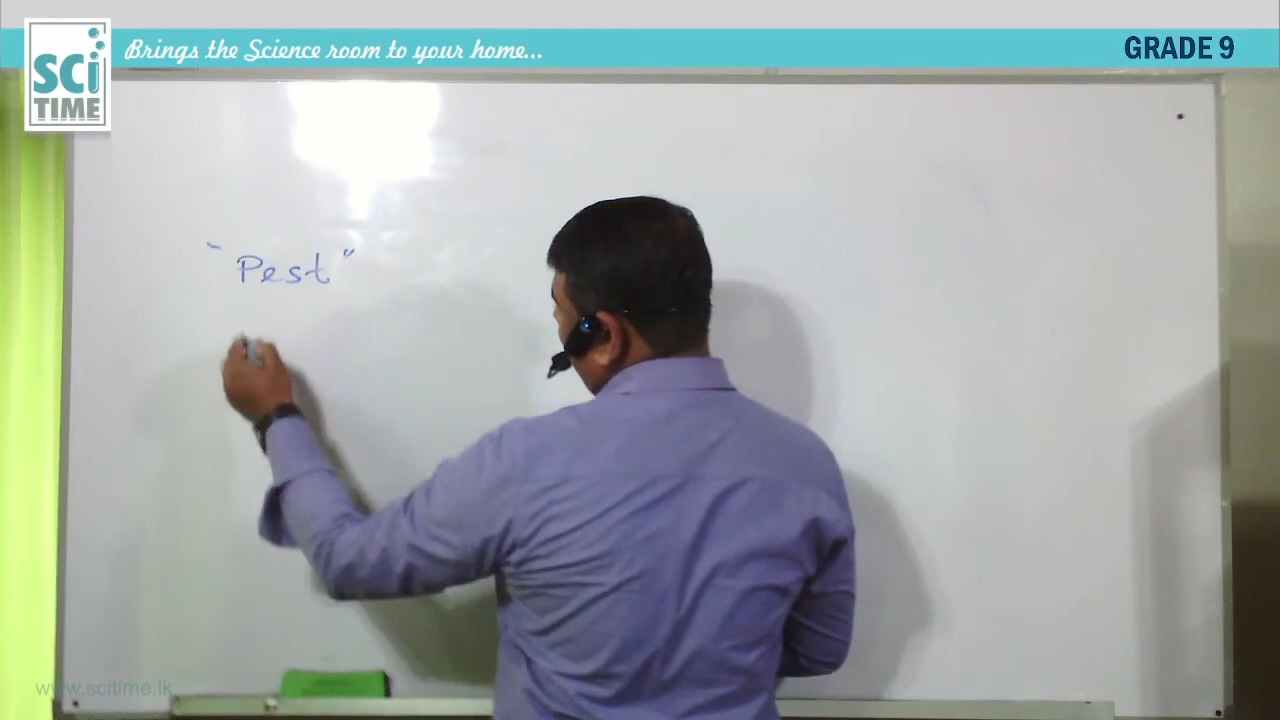 SCi
TIME
Brings the Science room to your home...
GRADE 9
"Pest"
www.scitime.lk